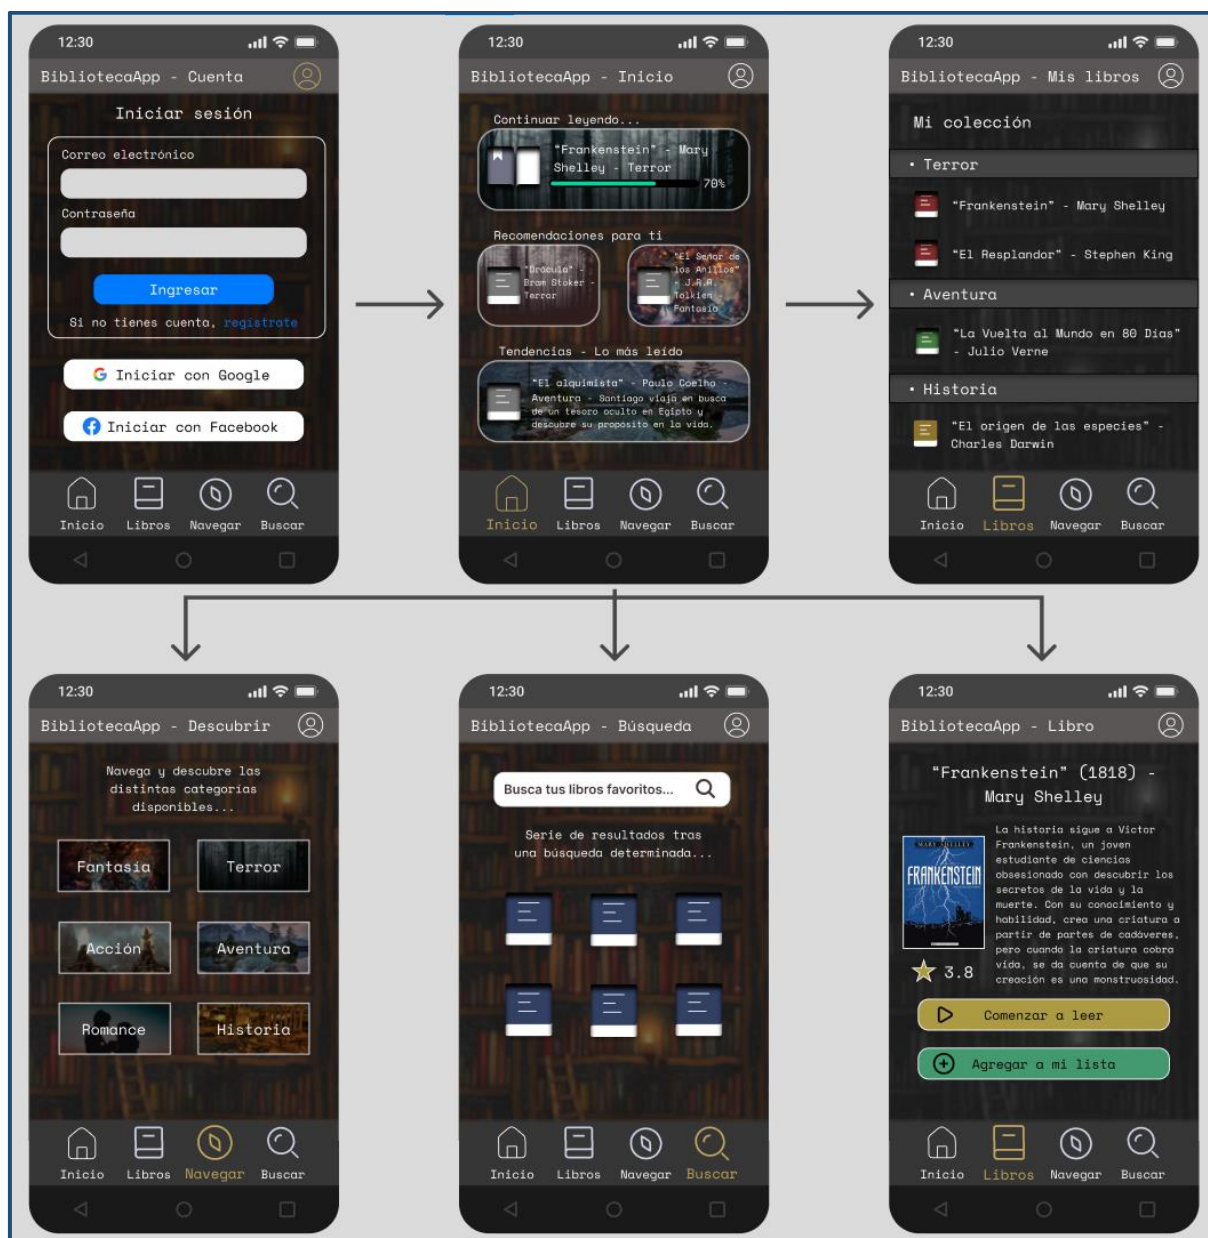 12:30
BibliotecaApp - Cuenta
Iniciar sesión
Correo electrónico
Contraseña
Ingresar
Si no tienes cuenta, registrate
Iniciar con Google
Iniciar con Facebook
Inicio Libros Navegar Buscar
12:30
BibliotecaApp - Inicio
Continuar leyendo...
"Frankenstein" - Mary
Shelley - Terror
70%
Recomendaciones para ti
"Drácula" -
Bram Stoker -
Terror
"El Señor de
los Anillos"
- J.R.R.
Tolkien -
Fantasía
Tendencias - Lo más leído
"El alquimista" - Paulo Coelho -
Aventura - Santiago viaja en busca
de un tesoro oculto en Egipto y
descubre su propósito en la vida.
Inicio Libros Navegar Buscar
12:30
BibliotecaApp - Mis libros
Mi colección
• Terror
"Frankenstein" - Mary Shelley
"El Resplandor" - Stephen King
• Aventura
"La Vuelta al Mundo en 80 Días"
- Julio Verne
• Historia
"El origen de las especies" -
Charles Darwin
Inicio Libros Navegar Buscar
12:30
BibliotecaApp - Descubrir
Navega y descubre las
distintas categorías
disponibles...
Fantasía
Terror
Acción
Aventura
Romance
Historia
Inicio Libros Navegar Buscar
12:30
BibliotecaApp - Búsqueda
Busca tus libros favoritos...
Serie de resultados tras
una búsqueda determinada...
Inicio Libros Navegar Buscar
12:30
BibliotecaApp - Libro
"Frankenstein" (1818) -
Mary Shelley
MARY SHELLEY
FRANKENSTEIN
La historia sigue a Victor
Frankenstein, un joven
estudiante de ciencias
obsesionado con descubrir los
secretos de la vida y la
muerte. Con su conocimiento y
habilidad, crea una criatura a
partir de partes de cadáveres,
pero cuando la criatura cobra
vida, se da cuenta de que su
creación es una monstruosidad.
3.8
Comenzar a leer
Agregar a mi lista
Inicio Libros Navegar Buscar